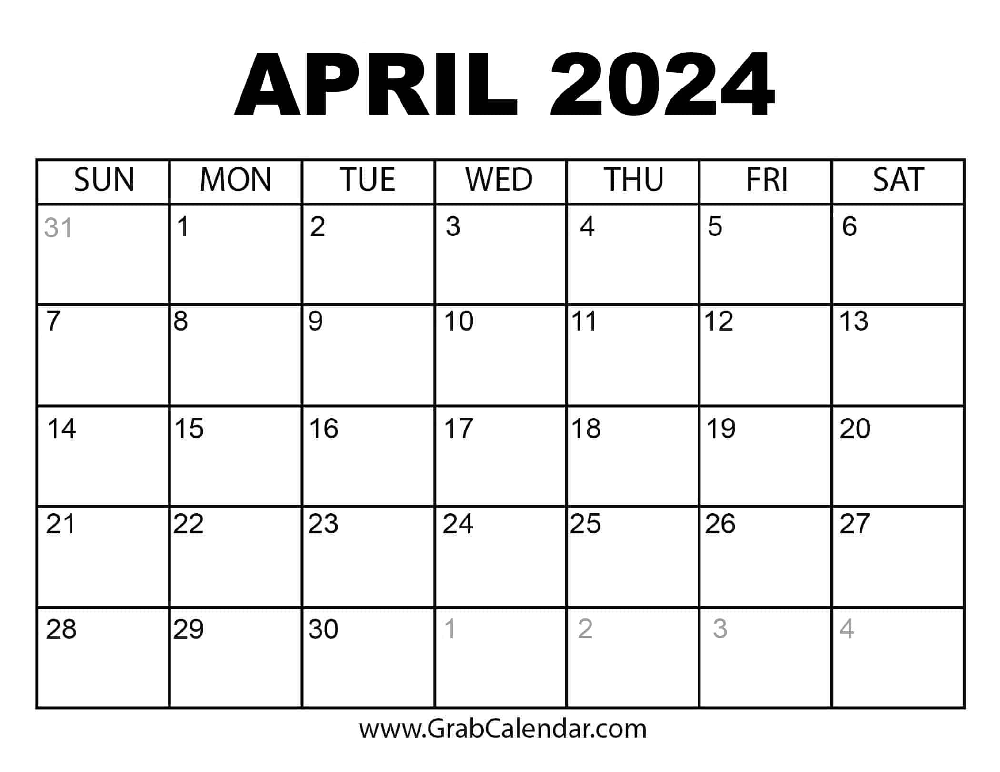 APRIL 2024
SUN MON TUE WED THU FRI SAT
31 1 2 3 4 5 6
7 8 9 10 11 12 13
14 15 16 17 18 19 20
21 22 23 24 25 26 27
28 29 30 1 2 3 4
www.GrabCalendar.com